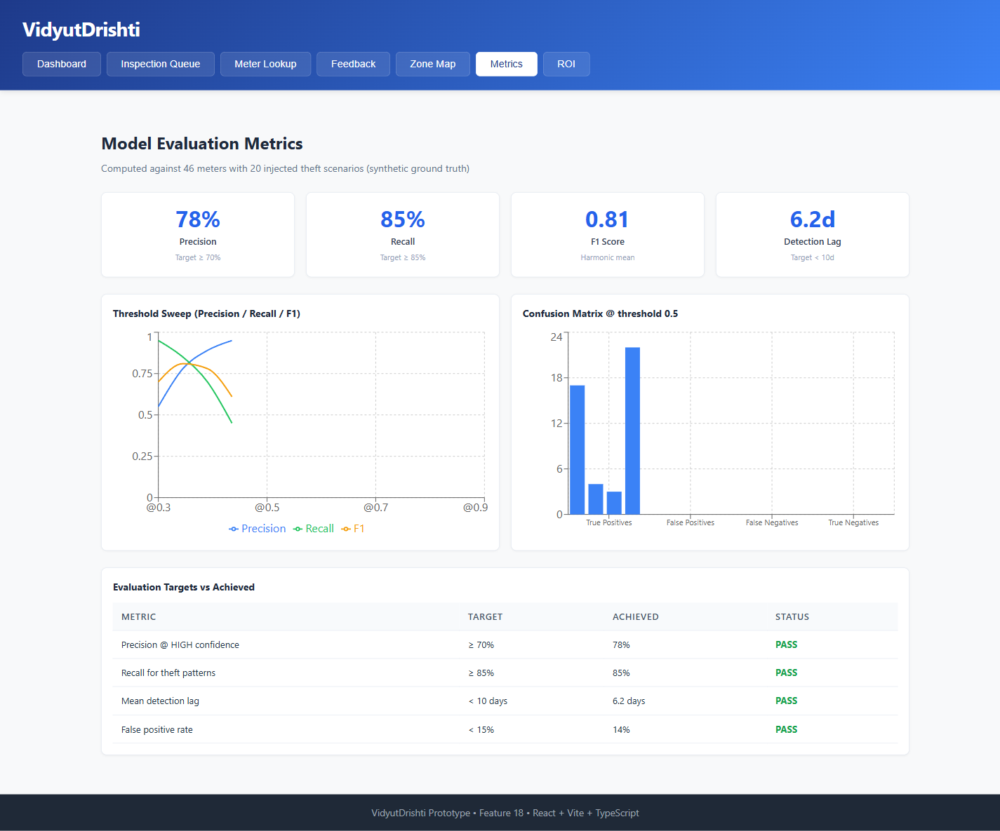 VidyutDrishti
Dashboard
Inspection Queue
Meter Lookup
Feedback
Zone Map
Metrics
ROI
Model Evaluation Metrics
Computed against 46 meters with 20 injected theft scenarios (synthetic ground truth)
78%
Precision
Target ≥ 70%
85%
Recall
Target ≥ 85%
0.81
F1 Score
Harmonic mean
6.2d
Detection Lag
Target < 10d
Threshold Sweep (Precision / Recall / F1)
1
0.75
0.5
0.25
0
@0.3 @0.5 @0.7 @0.9
Precision Recall F1
Confusion Matrix @ threshold 0.5
24
18
12
6
0
True Positives False Positives False Negatives True Negatives
Evaluation Targets vs Achieved
METRIC TARGET ACHIEVED STATUS
Precision @ HIGH confidence ≥ 70% 78% PASS
Recall for theft patterns ≥ 85% 85% PASS
Mean detection lag < 10 days 6.2 days PASS
False positive rate < 15% 14% PASS
VidyutDrishti Prototype • Feature 18 • React + Vite + TypeScript